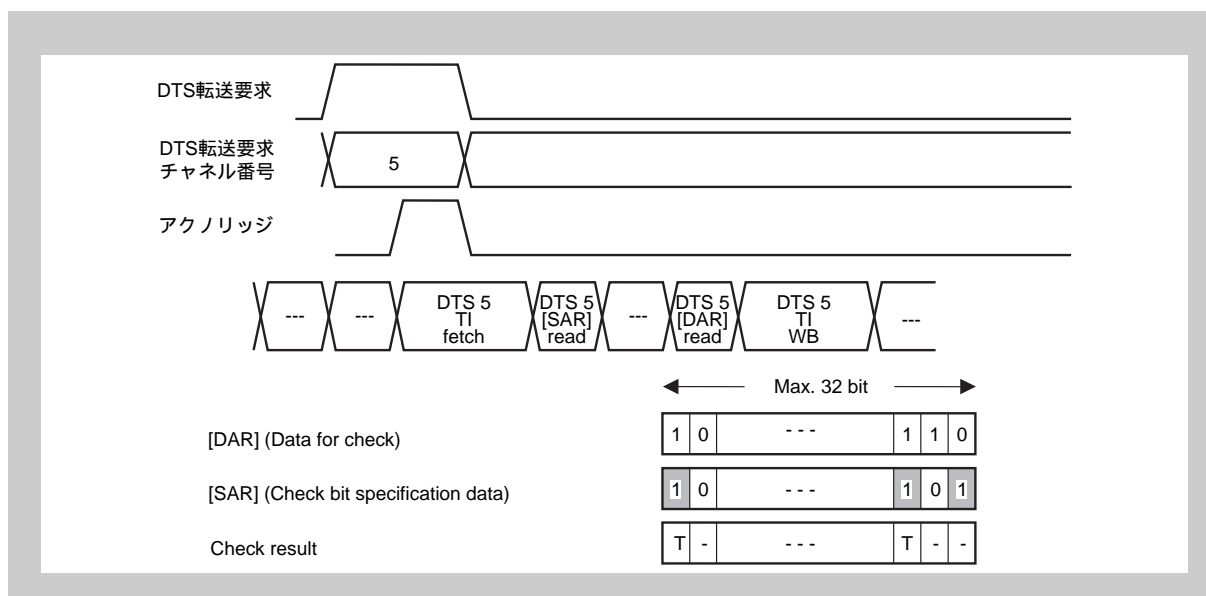 DTS転送要求
DTS転送要求
チャネル番号
5
アクノリッジ
--- --- DTS 5 TI fetch DTS 5 [SAR] read --- DTS 5 [DAR] read DTS 5 TI WB ---
Max. 32 bit
[DAR] (Data for check) 1 0 - - - 1 1 0
[SAR] (Check bit specification data) 1 0 - - - 1 0 1
Check result T - - - - T - -